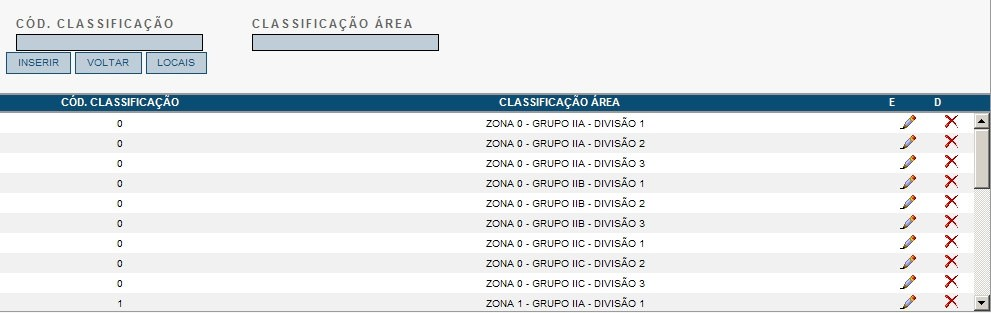 CÓD. CLASSIFICAÇÃO CLASSIFICAÇÃO ÁREA
INSERIR VOLTAR LOCAIS
CÓD. CLASSIFICAÇÃO CLASSIFICAÇÃO ÁREA E D
0 ZONA 0 - GRUPO IIA - DIVISÃO 1
0 ZONA 0 - GRUPO IIA - DIVISÃO 2
0 ZONA 0 - GRUPO IIA - DIVISÃO 3
0 ZONA 0 - GRUPO IIB - DIVISÃO 1
0 ZONA 0 - GRUPO IIB - DIVISÃO 2
0 ZONA 0 - GRUPO IIB - DIVISÃO 3
0 ZONA 0 - GRUPO IIC - DIVISÃO 1
0 ZONA 0 - GRUPO IIC - DIVISÃO 2
0 ZONA 0 - GRUPO IIC - DIVISÃO 3
1 ZONA 1 - GRUPO IIA - DIVISÃO 1